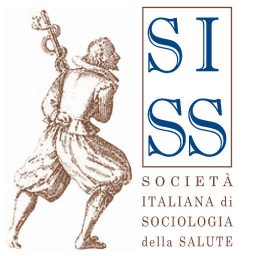 SI
SS
SOCIETÀ
ITALIANA di
SOCIOLOGIA
della SALUTE